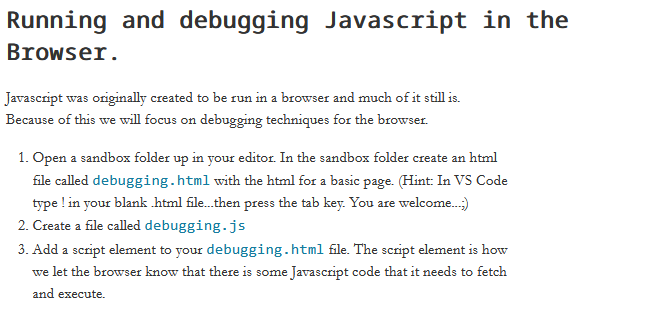 Running and debugging Javascript in the
Browser.
Javascript was originally created to be run in a browser and much of it still is.
Because of this we will focus on debugging techniques for the browser.
1. Open a sandbox folder up in your editor. In the sandbox folder create an html
file called debugging.html with the html for a basic page. (Hint: In VS Code
type ! in your blank .html file...then press the tab key. You are welcome...;)
2. Create a file called debugging.js
3. Add a script element to your debugging.html file. The script element is how
we let the browser know that there is some Javascript code that it needs to fetch
and execute.